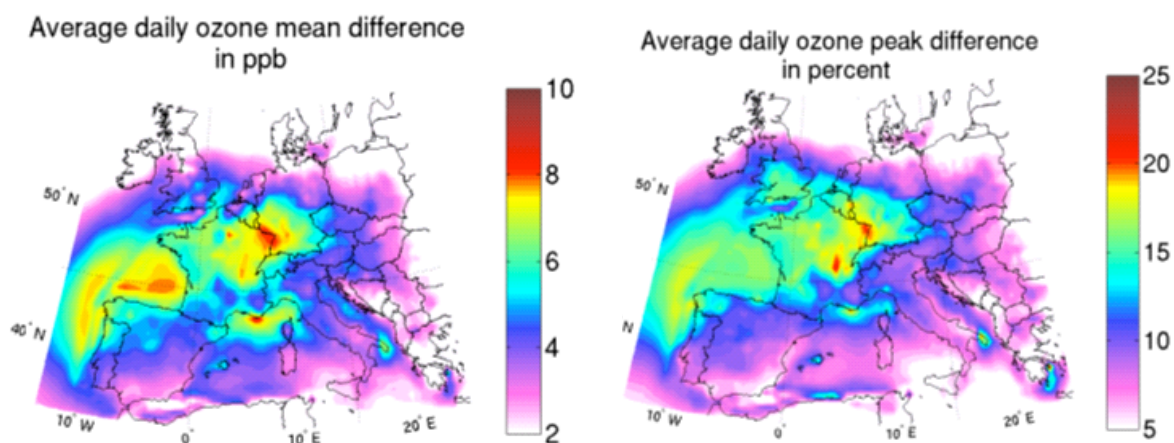 Average daily ozone mean difference
in ppb
10
8
6
4
2
50° N
40° N
10° W
0°
10° E
20° E
Average daily ozone peak difference
in percent
25
20
15
10
5
50° N
N
10° W
0°
10° E
20° E